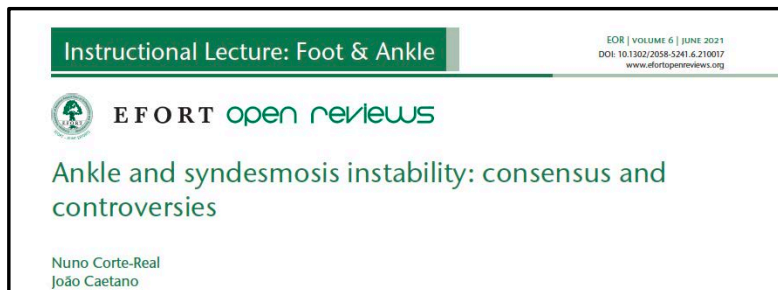 Instructional Lecture: Foot & Ankle
EOR | VOLUME 6 | JUNE 2021
DOI: 10.1302/2058-5241.6.210017
www.efortopenreviews.org
EFORT open reviews
Ankle and syndesmosis instability: consensus and
controversies
Nuno Corte-Real
João Caetano